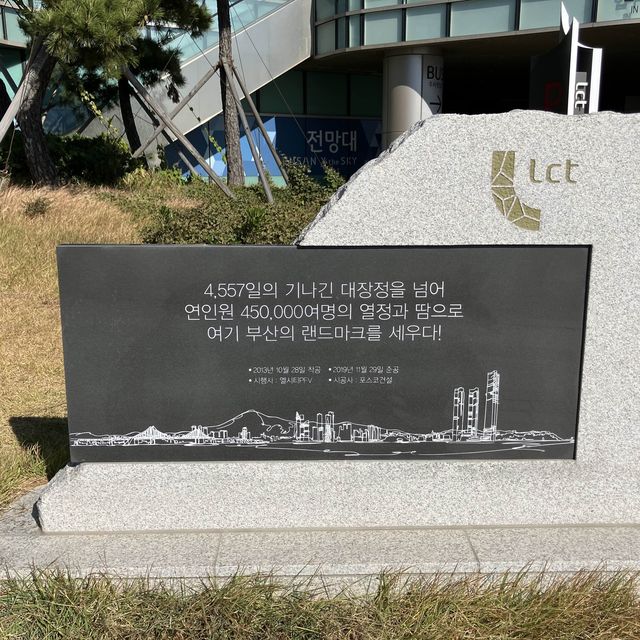 BUS
lct
전망대
BUSAN X the SKY
lct
4,557일의 기나긴 대장정을 넘어
연인원 450,000여명의 열정과 땀으로
여기 부산의 랜드마크를 세우다!
• 2013년 10월 28일 착공 • 2019년 11월 29일 준공
• 시행사 : 엘시티PFV • 시공사 : 포스코건설